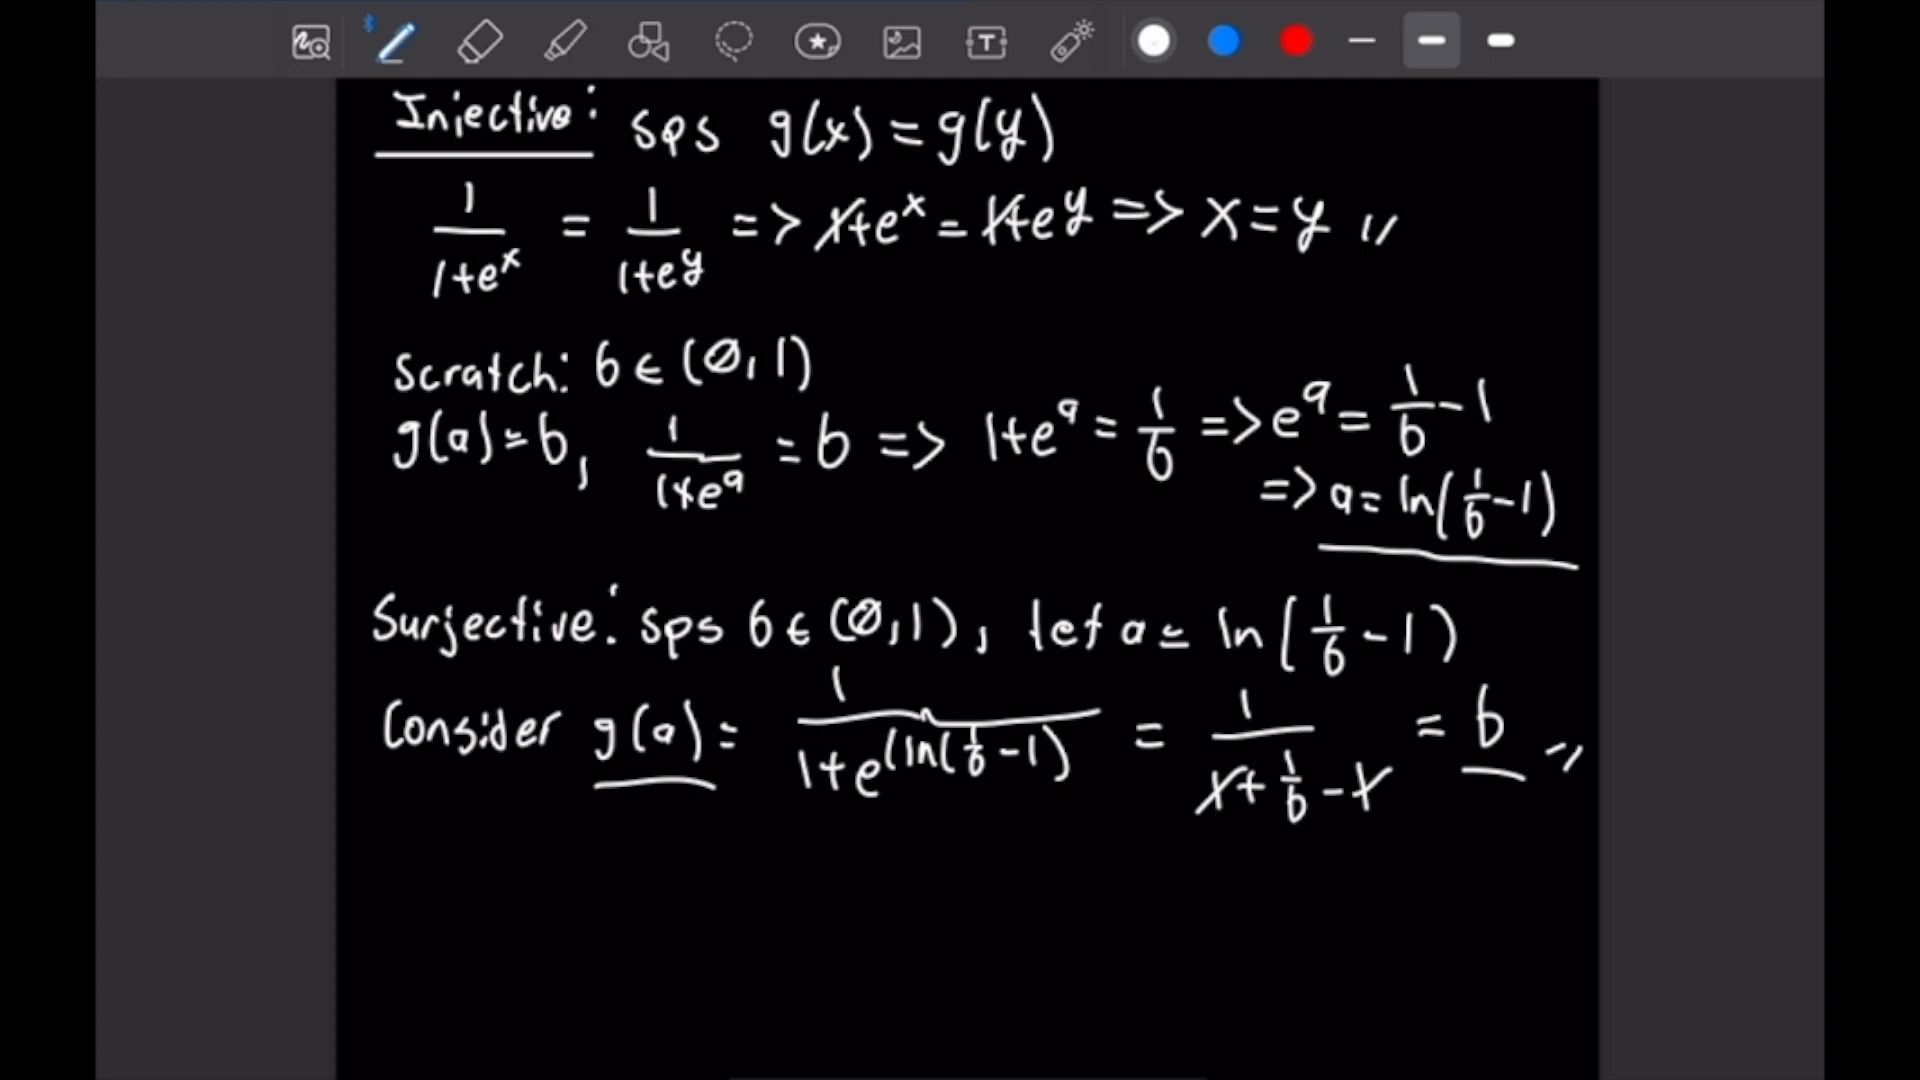 Injective: sps g(x) = g(y)
1/(1+e^x) = 1/(1+e^y) => 1+e^x = 1+e^y => x = y //
Scratch: b ∈ (0, 1)
g(a) = b, 1/(1+e^a) = b => 1+e^a = 1/b => e^a = 1/b - 1
=> a = ln(1/b - 1)
Surjective: sps b ∈ (0, 1), let a = ln(1/b - 1)
Consider g(a) = 1/(1+e^(ln(1/b - 1)) = 1/(1 + 1/b - 1) = b //